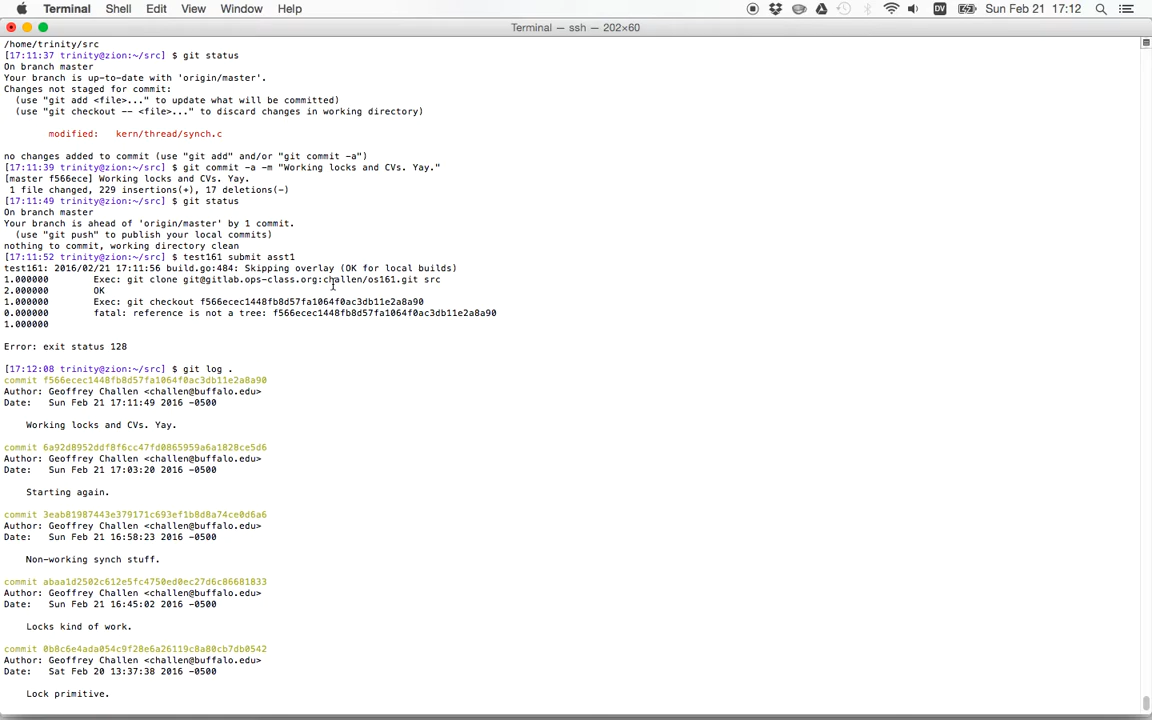 Terminal Shell Edit View Window Help DV Sun Feb 21 17:12
Terminal — ssh — 202×60
/home/trinity/src
[17:11:37 trinity@zion:~/src] $ git status
On branch master
Your branch is up-to-date with 'origin/master'.
Changes not staged for commit:
(use "git add <file>..." to update what will be committed)
(use "git checkout -- <file>..." to discard changes in working directory)
modified: kern/thread/synch.c
no changes added to commit (use "git add" and/or "git commit -a")
[17:11:39 trinity@zion:~/src] $ git commit -a -m "Working locks and CVs. Yay."
[master f566ece] Working locks and CVs. Yay.
1 file changed, 229 insertions(+), 17 deletions(-)
[17:11:49 trinity@zion:~/src] $ git status
On branch master
Your branch is ahead of 'origin/master' by 1 commit.
(use "git push" to publish your local commits)
nothing to commit, working directory clean
[17:11:52 trinity@zion:~/src] $ test161 submit asst1
test161: 2016/02/21 17:11:56 build.go:484: Skipping overlay (OK for local builds)
1.000000 Exec: git clone git@gitlab.ops-class.org:challen/os161.git src
2.000000 OK
1.000000 Exec: git checkout f566ecec1448fb8d57fa1064f0ac3db11e2a8a90
0.000000 fatal: reference is not a tree: f566ecec1448fb8d57fa1064f0ac3db11e2a8a90
1.000000
Error: exit status 128
[17:12:08 trinity@zion:~/src] $ git log .
commit f566ecec1448fb8d57fa1064f0ac3db11e2a8a90
Author: Geoffrey Challen <challen@buffalo.edu>
Date: Sun Feb 21 17:11:49 2016 -0500
Working locks and CVs. Yay.
commit 6a92d8952ddf8f6cc47fd0865959a6a1828ce5d6
Author: Geoffrey Challen <challen@buffalo.edu>
Date: Sun Feb 21 17:03:20 2016 -0500
Starting again.
commit 3eab81987443e379171c693ef1b8d8a74ce0d6a6
Author: Geoffrey Challen <challen@buffalo.edu>
Date: Sun Feb 21 16:58:23 2016 -0500
Non-working synch stuff.
commit abaa1d2502c612e5fc4750ed0ec27d6c86681833
Author: Geoffrey Challen <challen@buffalo.edu>
Date: Sun Feb 21 16:45:02 2016 -0500
Locks kind of work.
commit 0b8c6e4ada054c9f28e6a26119c8a80cb7db0542
Author: Geoffrey Challen <challen@buffalo.edu>
Date: Sat Feb 20 13:37:38 2016 -0500
Lock primitive.